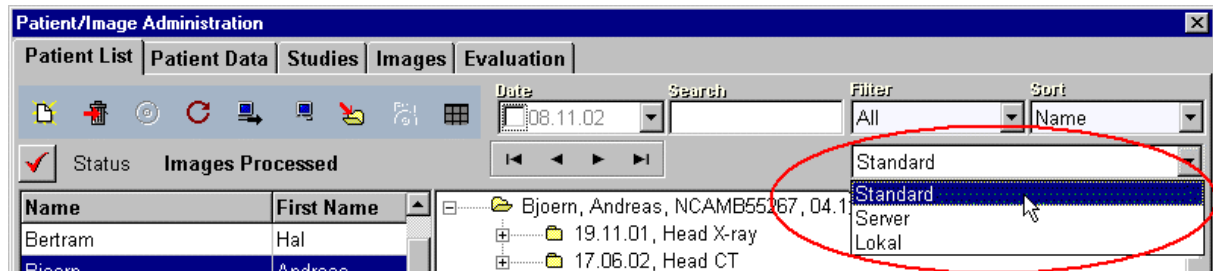 Patient/Image Administration
Patient List Patient Data Studies Images Evaluation
Date Search Filter Sort
08.11.02 All Name
Status Images Processed Standard
Name First Name Bjoern, Andreas, NCAMB55267, 04.1 Standard
Bertram Hal 19.11.01, Head X-ray Server
Bjoern Andreas 17.06.02, Head CT Lokal